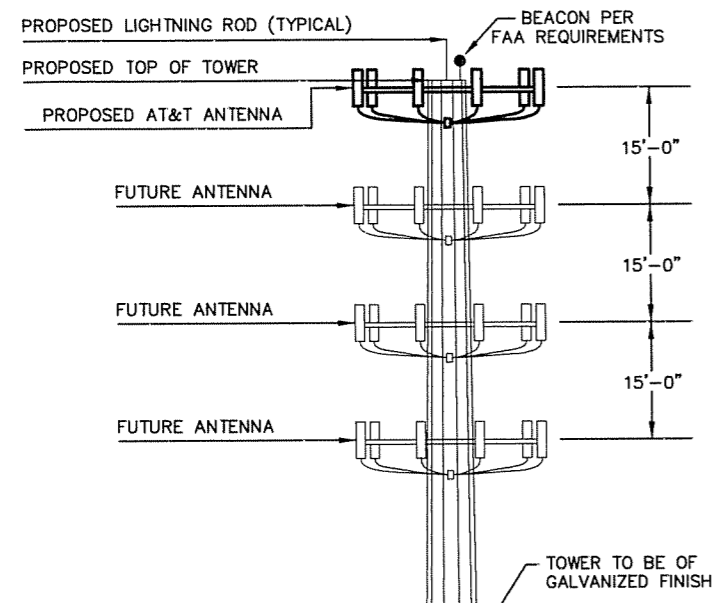 PROPOSED LIGHTNING ROD (TYPICAL)
BEACON PER
FAA REQUIREMENTS
PROPOSED TOP OF TOWER
PROPOSED AT&T ANTENNA
15'-0"
FUTURE ANTENNA
15'-0"
FUTURE ANTENNA
15'-0"
FUTURE ANTENNA
TOWER TO BE OF
GALVANIZED FINISH